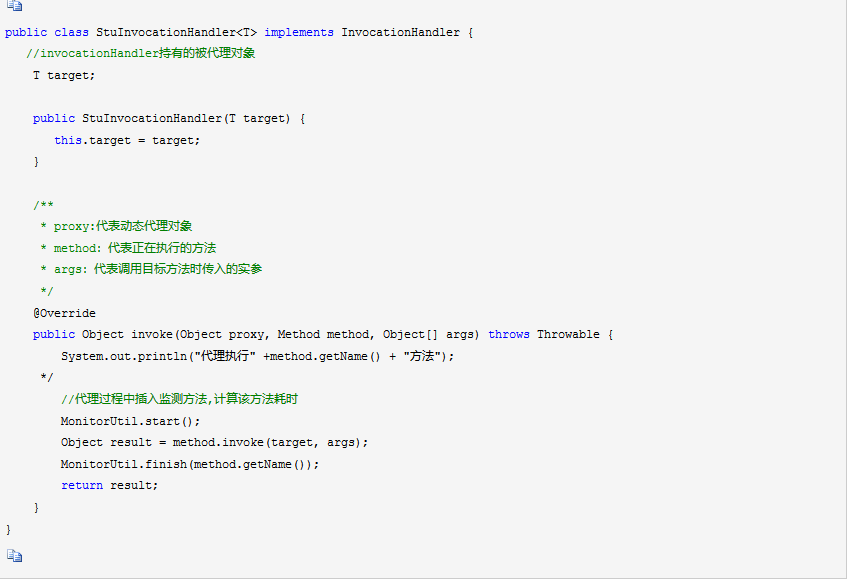 public class StuInvocationHandler<T> implements InvocationHandler {
   //invocationHandler持有的被代理对象
    T target;
    public StuInvocationHandler(T target) {
       this.target = target;
    }
    /**
     * proxy:代表动态代理对象
     * method：代表正在执行的方法
     * args：代表调用目标方法时传入的实参
     */
    @Override
    public Object invoke(Object proxy, Method method, Object[] args) throws Throwable {
        System.out.println("代理执行" +method.getName() + "方法");
     */
        //代理过程中插入监测方法,计算该方法耗时
        MonitorUtil.start();
        Object result = method.invoke(target, args);
        MonitorUtil.finish(method.getName());
        return result;
    }
}